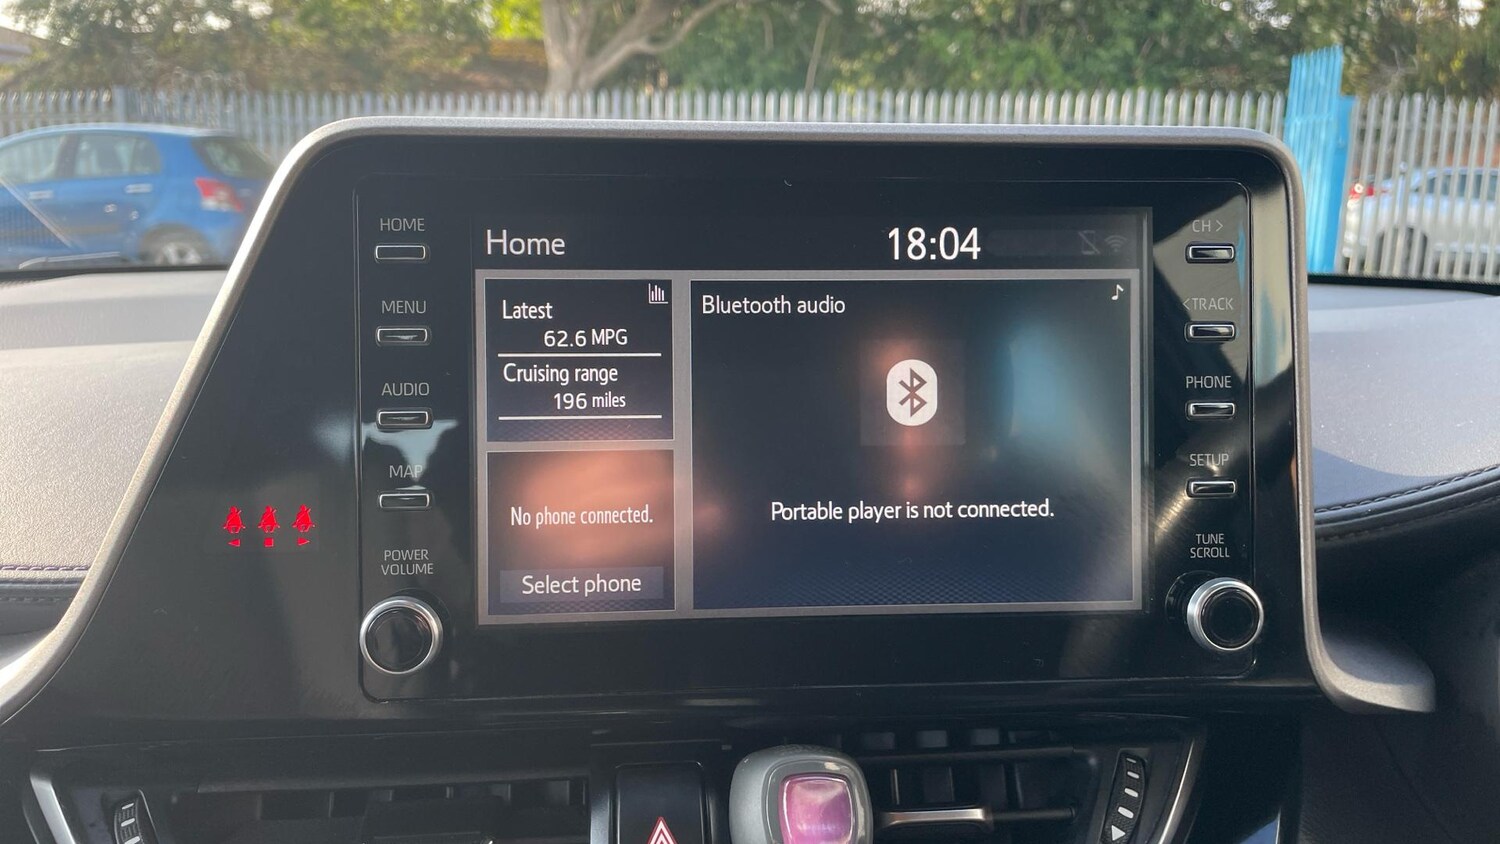 HOME
MENU
AUDIO
MAP
POWER
VOLUME
Home
18:04
Latest
62.6 MPG
Cruising range
196 miles
No phone connected.
Select phone
Bluetooth audio
Portable player is not connected.
CH >
< TRACK
PHONE
SETUP
TUNE
SCROLL